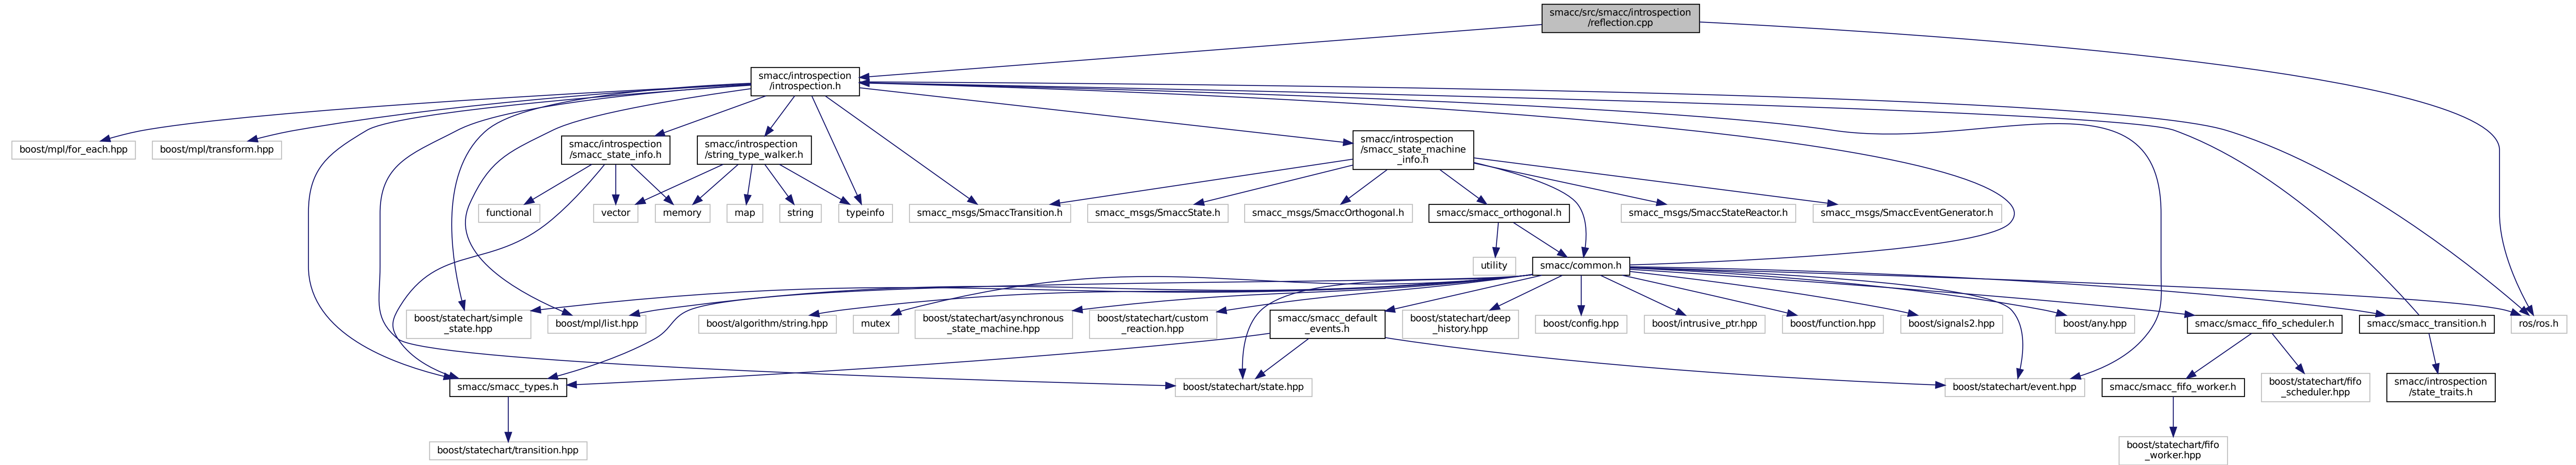 smacc/src/smacc/introspection
/reflection.cpp
smacc/introspection
/introspection.h
boost/mpl/for_each.hpp
boost/mpl/transform.hpp
smacc/introspection
/smacc_state_info.h
smacc/introspection
/string_type_walker.h
smacc/introspection
/smacc_state_machine
_info.h
functional
vector
memory
map
string
typeinfo
smacc_msgs/SmaccTransition.h
smacc_msgs/SmaccState.h
smacc_msgs/SmaccOrthogonal.h
smacc/smacc_orthogonal.h
smacc_msgs/SmaccStateReactor.h
smacc_msgs/SmaccEventGenerator.h
utility
smacc/common.h
boost/statechart/simple
_state.hpp
boost/mpl/list.hpp
boost/algorithm/string.hpp
mutex
boost/statechart/asynchronous
_state_machine.hpp
boost/statechart/custom
_reaction.hpp
smacc/smacc_default
_events.h
boost/statechart/deep
_history.hpp
boost/config.hpp
boost/intrusive_ptr.hpp
boost/function.hpp
boost/signals2.hpp
boost/any.hpp
smacc/smacc_fifo_scheduler.h
smacc/smacc_transition.h
ros/ros.h
smacc/smacc_types.h
boost/statechart/state.hpp
boost/statechart/event.hpp
smacc/smacc_fifo_worker.h
boost/statechart/fifo
_scheduler.hpp
smacc/introspection
/state_traits.h
boost/statechart/transition.hpp
boost/statechart/fifo
_worker.hpp